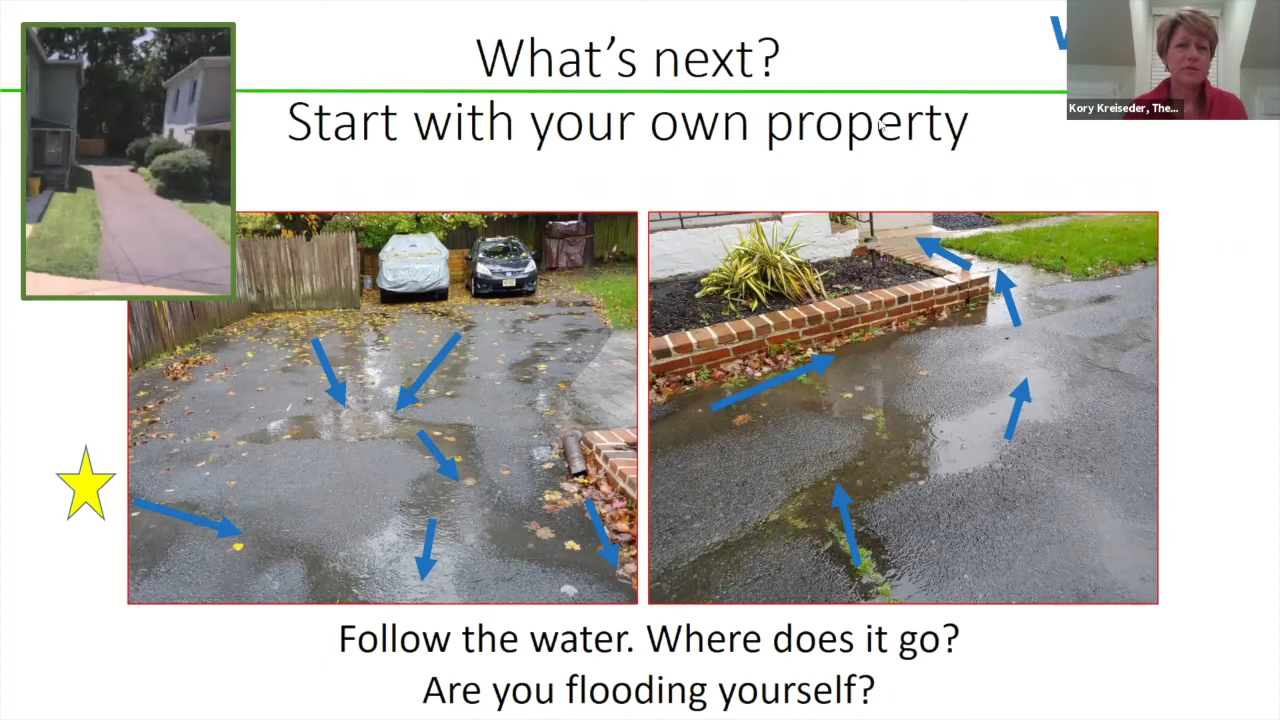 What’s next?
Start with your own property
Kory Kreiseder, The...
Follow the water. Where does it go?
Are you flooding yourself?